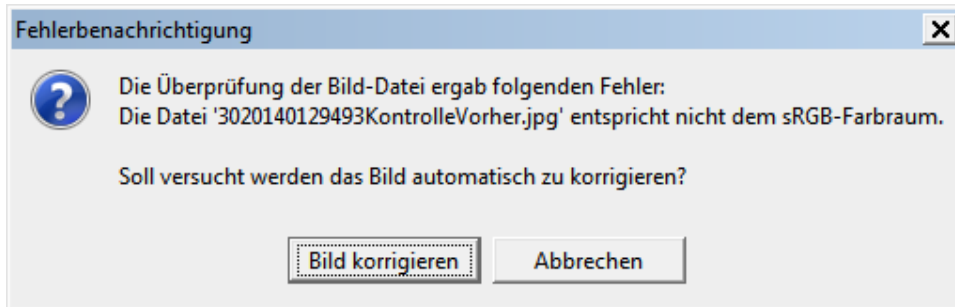 Fehlerbenachrichtigung
Die Überprüfung der Bild-Datei ergab folgenden Fehler:
Die Datei '3020140129493KontrolleVorher.jpg' entspricht nicht dem sRGB-Farbraum.
Soll versucht werden das Bild automatisch zu korrigieren?
Bild korrigieren
Abbrechen